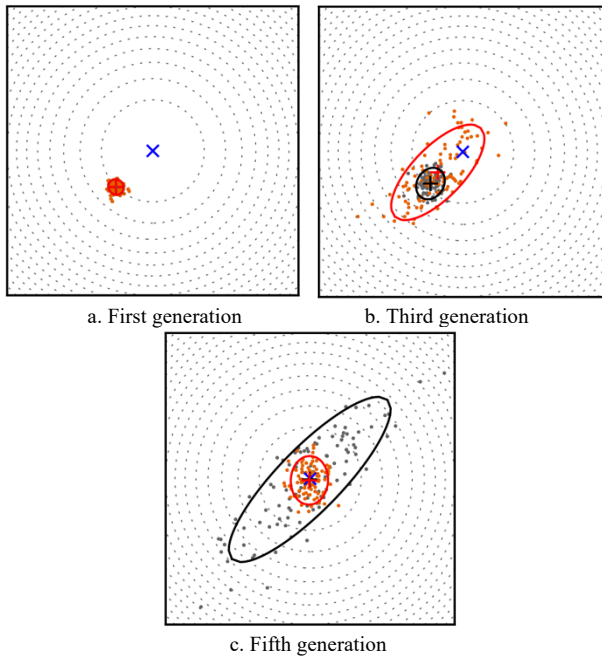 a. First generation
b. Third generation
c. Fifth generation